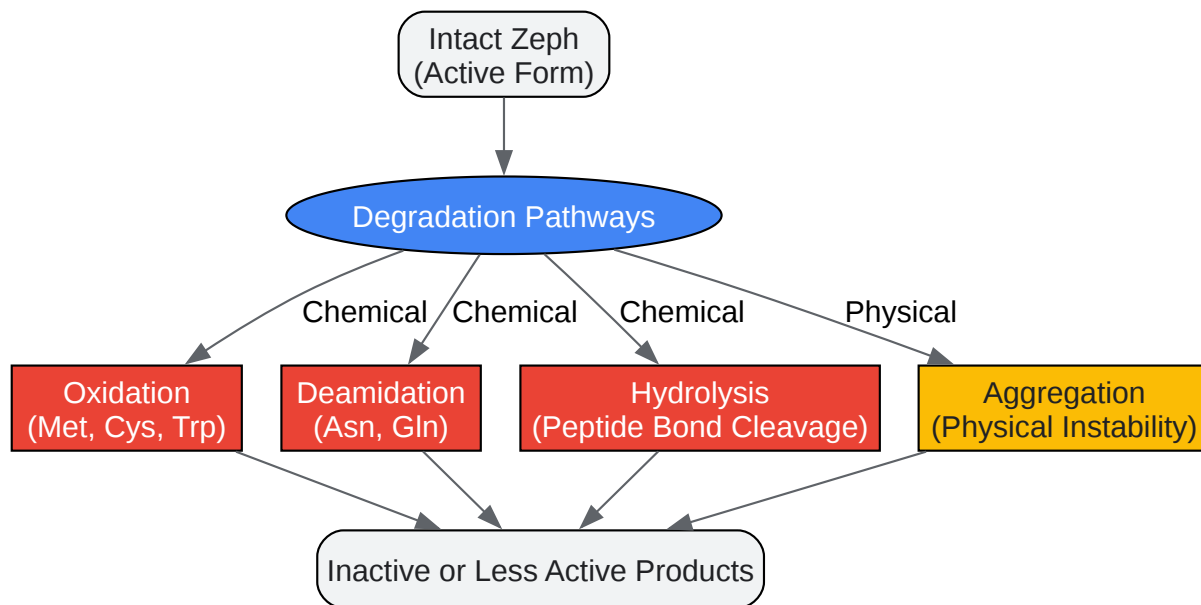 Intact Zeph
(Active Form)
Degradation Pathways
Chemical
Chemical
Chemical
Physical
Oxidation
(Met, Cys, Trp)
Deamidation
(Asn, Gln)
Hydrolysis
(Peptide Bond Cleavage)
Aggregation
(Physical Instability)
Inactive or Less Active Products